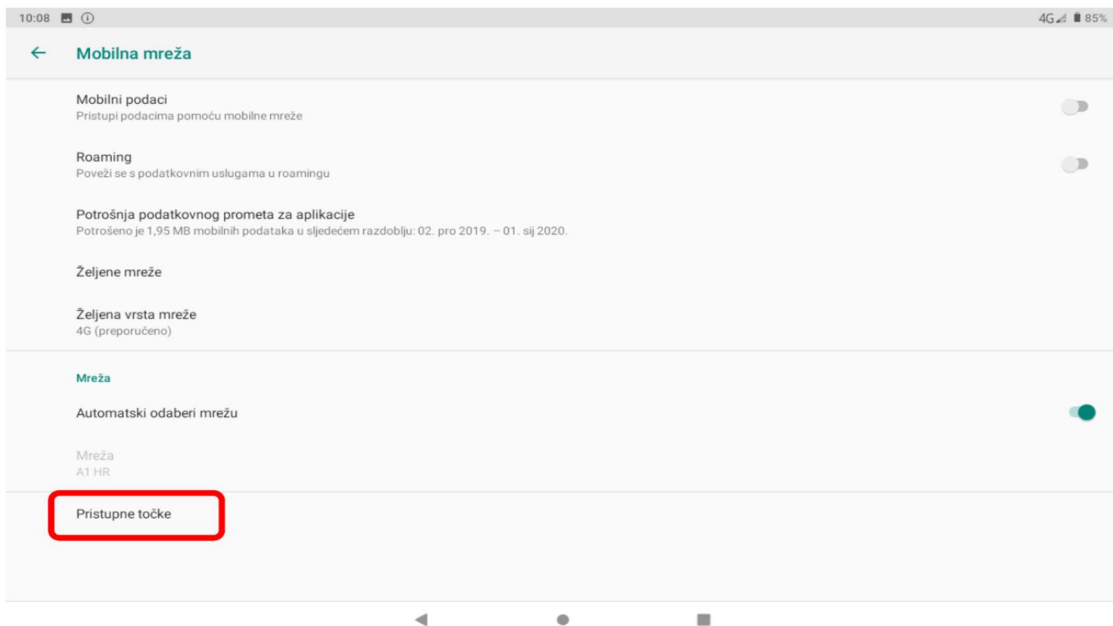 10:08
4G 85%
Mobilna mreža
Mobilni podaci
Pristupi podacima pomoću mobilne mreže
Roaming
Poveži se s podatkovnim uslugama u roamingu
Potrošnja podatkovnog prometa za aplikacije
Potrošeno je 1,95 MB mobilnih podataka u sljedećem razdoblju: 02. pro 2019. – 01. sij 2020.
Željene mreže
Željena vrsta mreže
4G (preporučeno)
Mreža
Automatski odaberi mrežu
Mreža
A1 HR
Pristupne točke